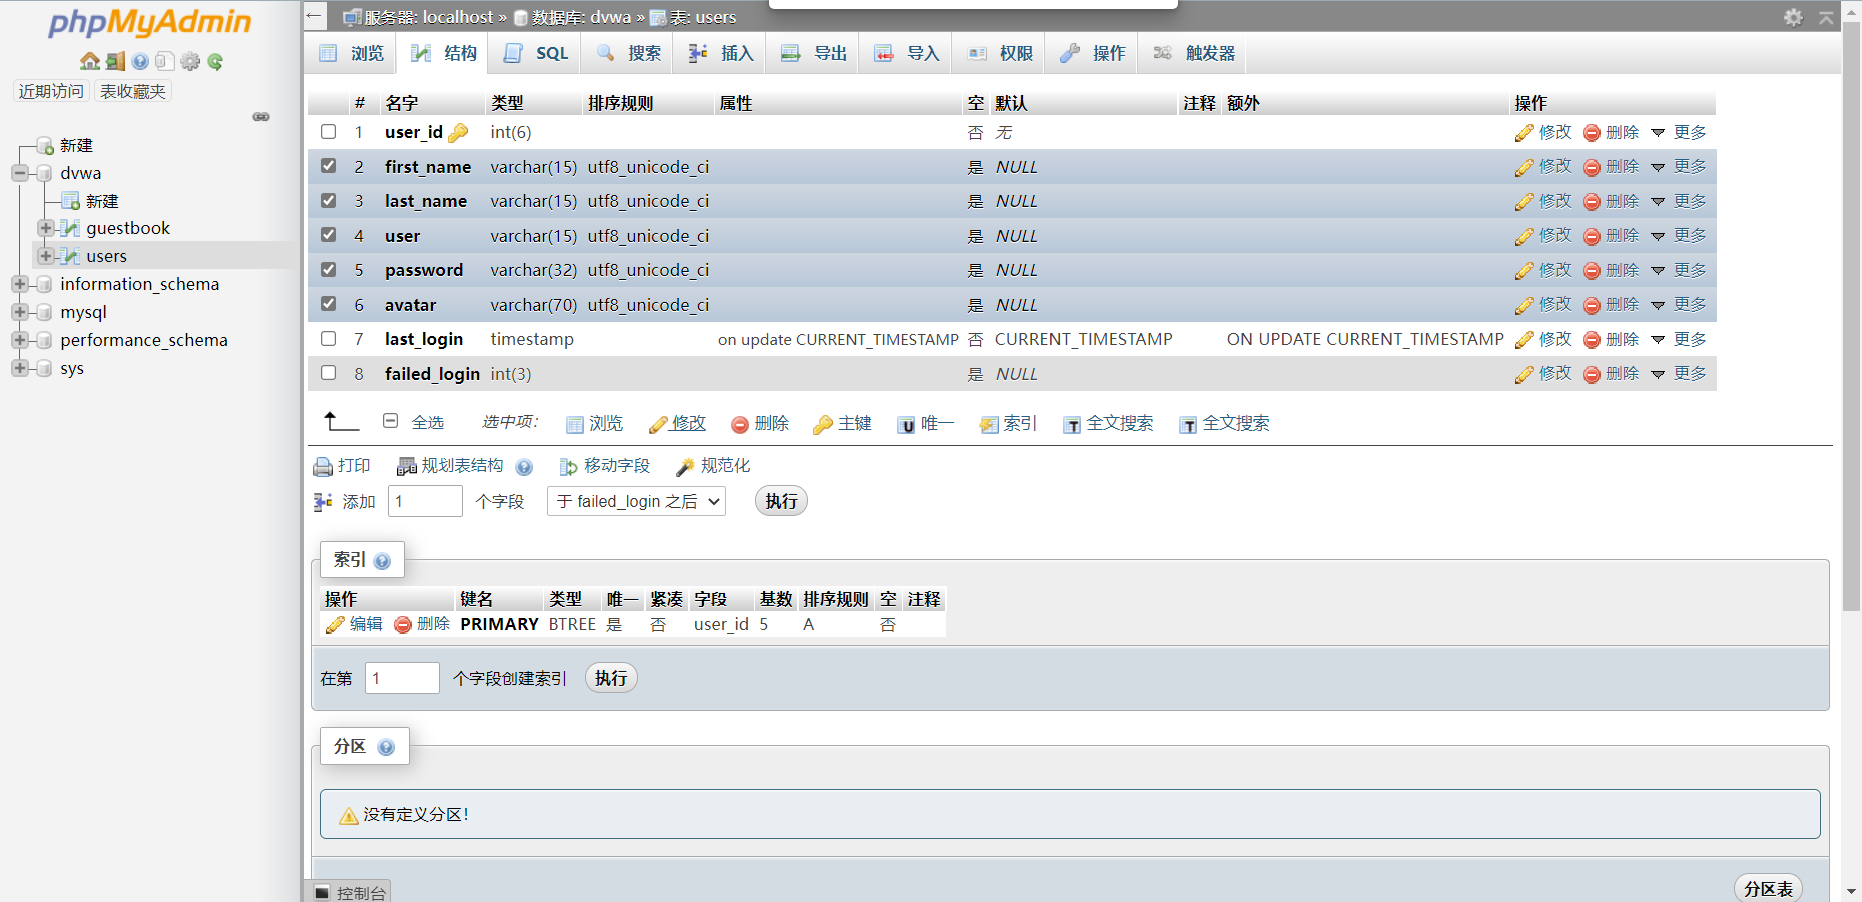 phpMyAdmin
近期访问 表收藏夹
新建
dvwa
新建
guestbook
users
information_schema
mysql
performance_schema
sys
服务器: localhost » 数据库: dvwa » 表: users
浏览 结构 SQL 搜索 插入 导出 导入 权限 操作 触发器
# 名字 类型 排序规则 属性 空 默认 注释 额外 操作
1 user_id int(6) 否 无 修改 删除 更多
2 first_name varchar(15) utf8_unicode_ci 是 NULL 修改 删除 更多
3 last_name varchar(15) utf8_unicode_ci 是 NULL 修改 删除 更多
4 user varchar(15) utf8_unicode_ci 是 NULL 修改 删除 更多
5 password varchar(32) utf8_unicode_ci 是 NULL 修改 删除 更多
6 avatar varchar(70) utf8_unicode_ci 是 NULL 修改 删除 更多
7 last_login timestamp on update CURRENT_TIMESTAMP 否 CURRENT_TIMESTAMP ON UPDATE CURRENT_TIMESTAMP 修改 删除 更多
8 failed_login int(3) 是 NULL 修改 删除 更多
全选 选中项: 浏览 修改 删除 主键 唯一 索引 全文搜索 全文搜索
打印 规划表结构 移动字段 规范化
添加 1 个字段 于 failed_login 之后 执行
索引
操作 键名 类型 唯一 紧凑 字段 基数 排序规则 空 注释
编辑 删除 PRIMARY BTREE 是 否 user_id 5 A 否
在第 1 个字段创建索引 执行
分区
没有定义分区！
分区表
控制台